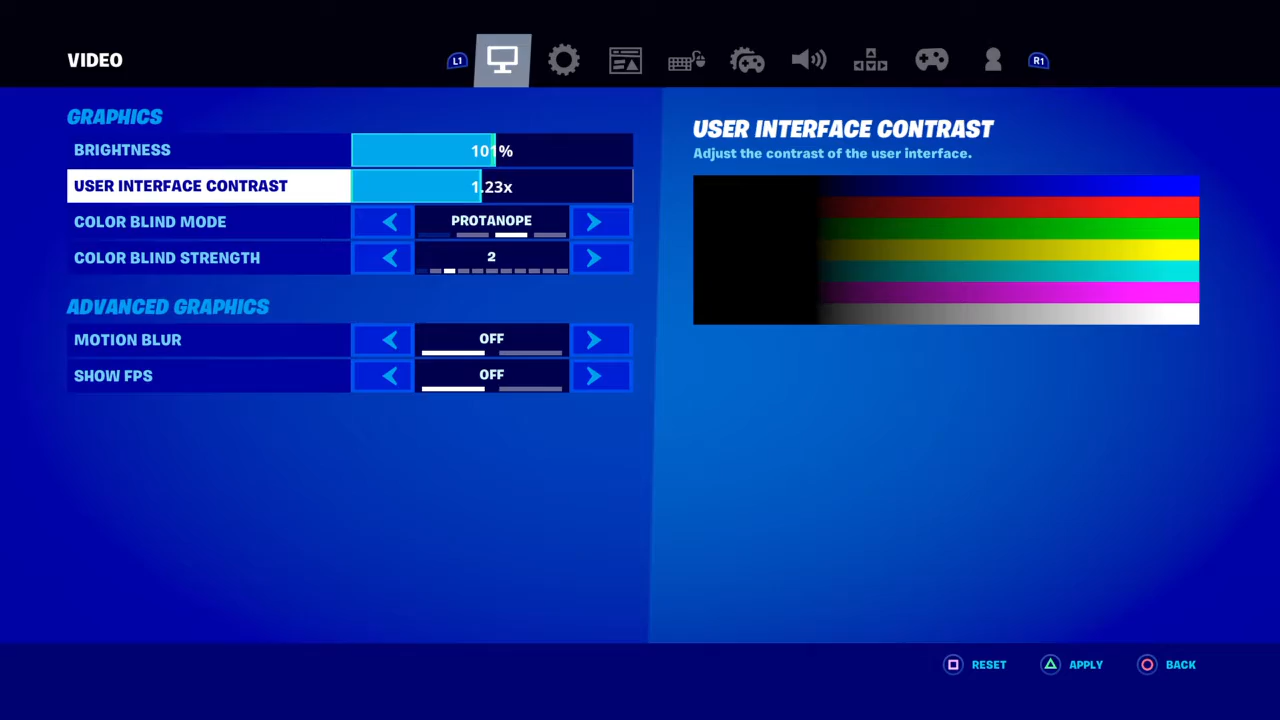 VIDEO
L1
R1
GRAPHICS
BRIGHTNESS
101%
USER INTERFACE CONTRAST
1.23x
COLOR BLIND MODE
PROTANOPE
COLOR BLIND STRENGTH
2
ADVANCED GRAPHICS
MOTION BLUR
OFF
SHOW FPS
OFF
USER INTERFACE CONTRAST
Adjust the contrast of the user interface.
RESET
APPLY
BACK